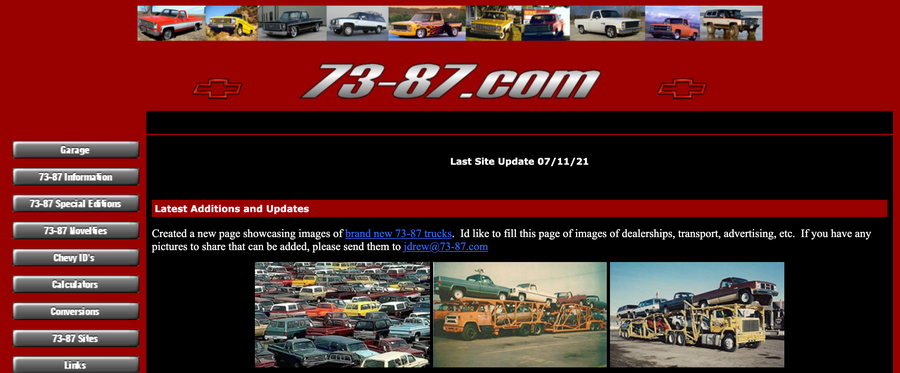 73-87.com
Garage
73-87 Information
73-87 Special Editions
73-87 Novelties
Chevy ID's
Calculators
Conversions
73-87 Sites
Links
Last Site Update 07/11/21
Latest Additions and Updates
Created a new page showcasing images of brand new 73-87 trucks.  Id like to fill this page of images of dealerships, transport, advertising, etc.  If you have any
pictures to share that can be added, please send them to jdrew@73-87.com